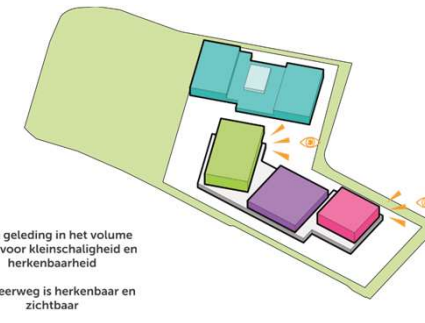 geleding in het volume
voor kleinschaligheid en
herkenbaarheid
eerweg is herkenbaar en
zichtbaar